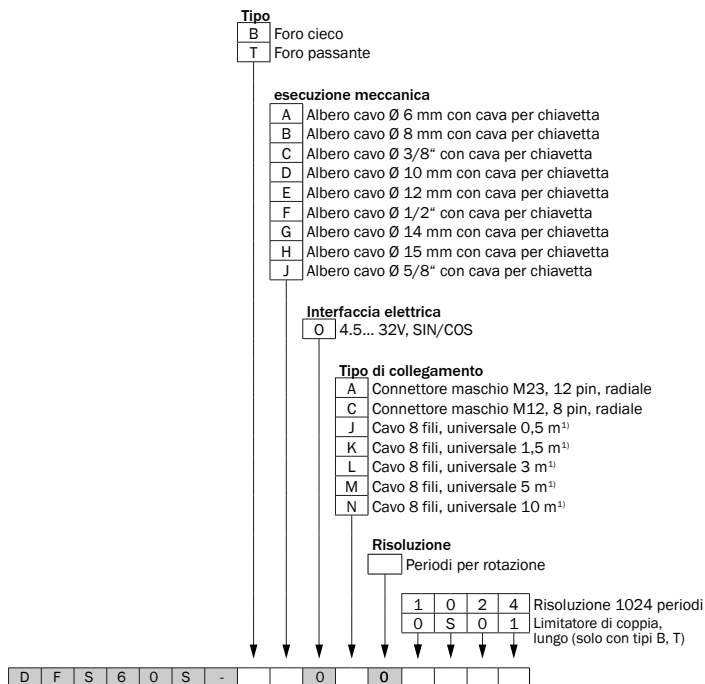 Tipo
B Foro cieco
T Foro passante
esecuzione meccanica
A Albero cavo Ø 6 mm con cava per chiavetta
B Albero cavo Ø 8 mm con cava per chiavetta
C Albero cavo Ø 3/8“ con cava per chiavetta
D Albero cavo Ø 10 mm con cava per chiavetta
E Albero cavo Ø 12 mm con cava per chiavetta
F Albero cavo Ø 1/2“ con cava per chiavetta
G Albero cavo Ø 14 mm con cava per chiavetta
H Albero cavo Ø 15 mm con cava per chiavetta
J Albero cavo Ø 5/8“ con cava per chiavetta
Interfaccia elettrica
0 4.5... 32V, SIN/COS
Tipo di collegamento
A Connettore maschio M23, 12 pin, radiale
C Connettore maschio M12, 8 pin, radiale
J Cavo 8 fili, universale 0,5 m¹⁾
K Cavo 8 fili, universale 1,5 m¹⁾
L Cavo 8 fili, universale 3 m¹⁾
M Cavo 8 fili, universale 5 m¹⁾
N Cavo 8 fili, universale 10 m¹⁾
Risoluzione
Periodi per rotazione
1 0 2 4 Risoluzione 1024 periodi
0 S 0 1 Limitatore di coppia,
lungo (solo con tipi B, T)
D F S 6 0 S - 0 0